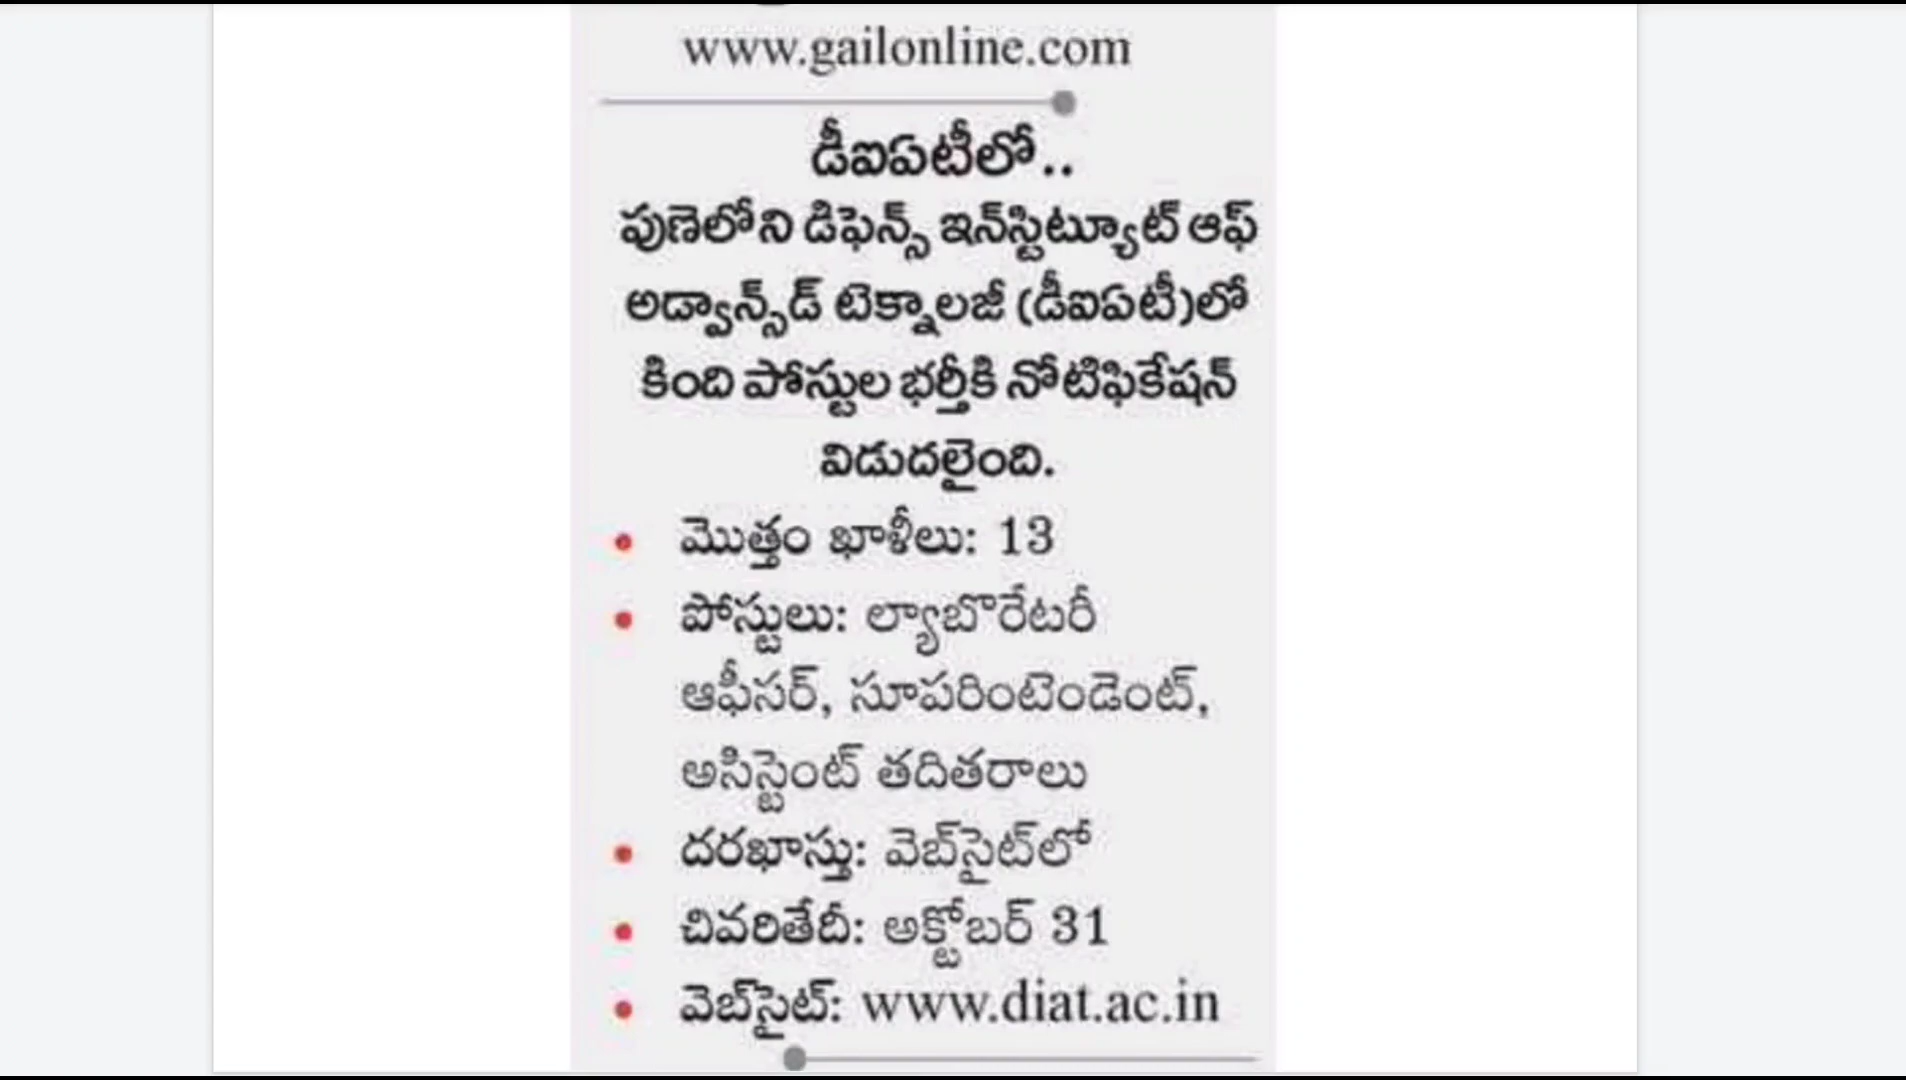 www.gailonline.com
డీఐఏటీలో..
పుణెలోని డిఫెన్స్ ఇన్‌స్టిట్యూట్ ఆఫ్
అడ్వాన్స్‌డ్ టెక్నాలజీ (డీఐఏటీ)లో
కింది పోస్టుల భర్తీకి నోటిఫికేషన్
విడుదలైంది.
• మొత్తం ఖాళీలు: 13
• పోస్టులు: ల్యాబొరేటరీ
ఆఫీసర్, సూపరింటెండెంట్,
అసిస్టెంట్ తదితరాలు
• దరఖాస్తు: వెబ్‌సైట్‌లో
• చివరితేదీ: అక్టోబర్ 31
• వెబ్‌సైట్: www.diat.ac.in